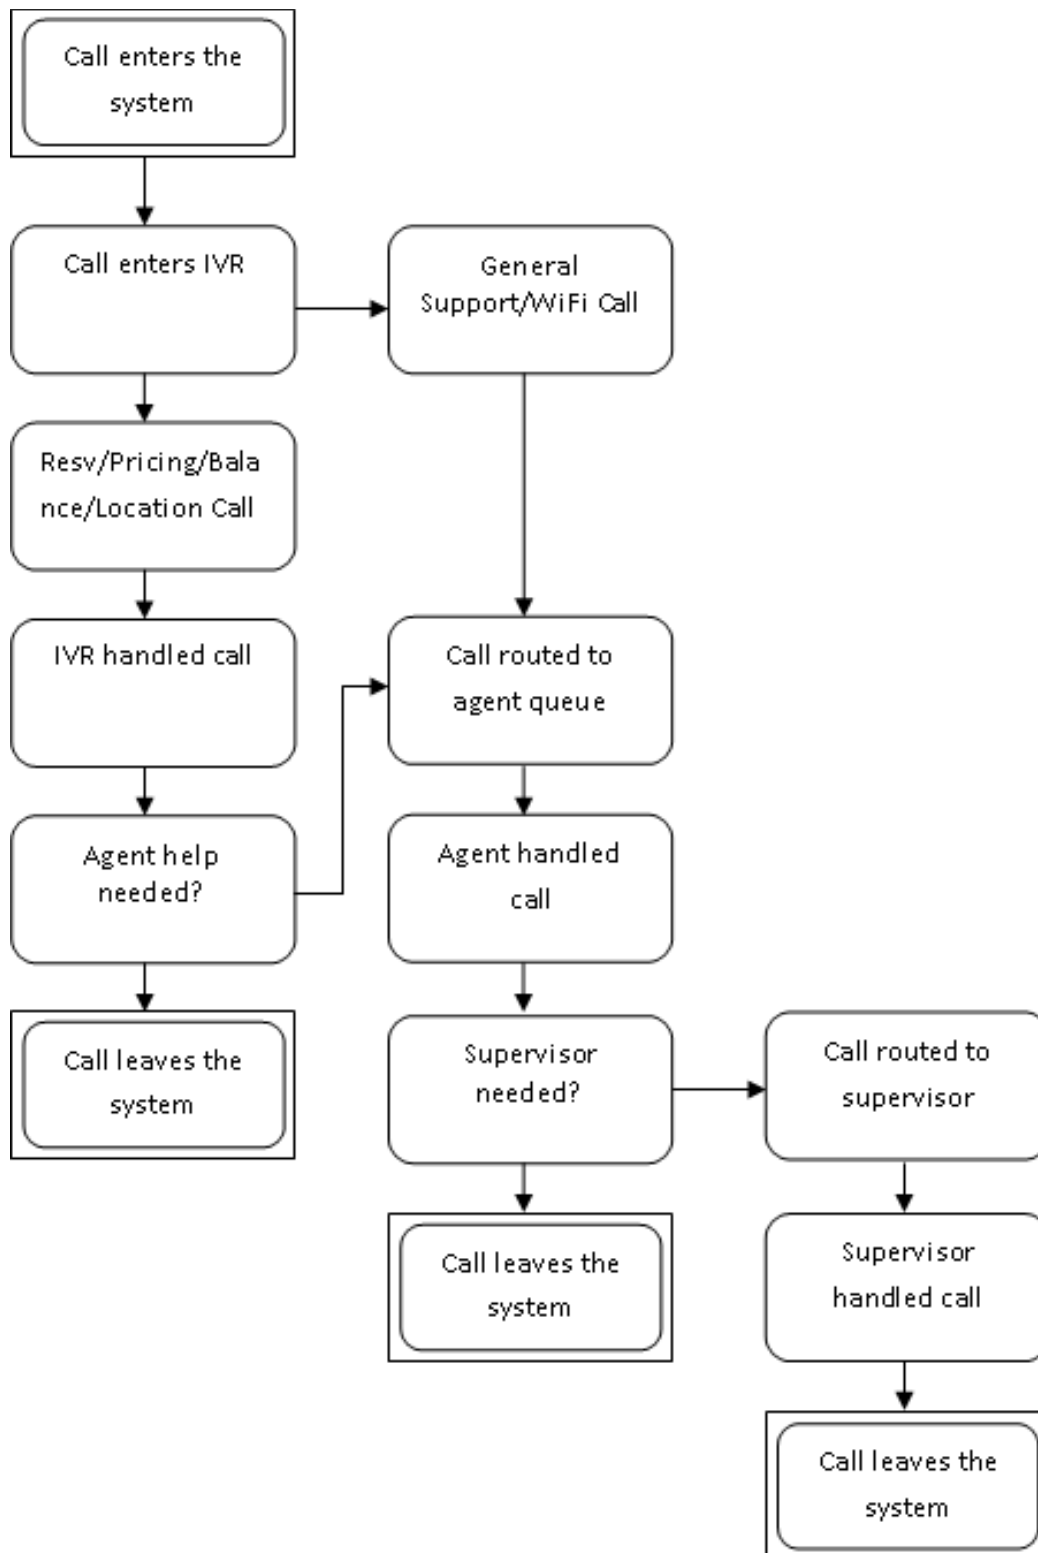 Call enters the
system
Call enters IVR
General
Support/WiFi Call
Resv/Pricing/Bala
nce/Location Call
IVR handled call
Call routed to
agent queue
Agent help
needed?
Agent handled
call
Call leaves the
system
Supervisor
needed?
Call routed to
supervisor
Call leaves the
system
Supervisor
handled call
Call leaves the
system